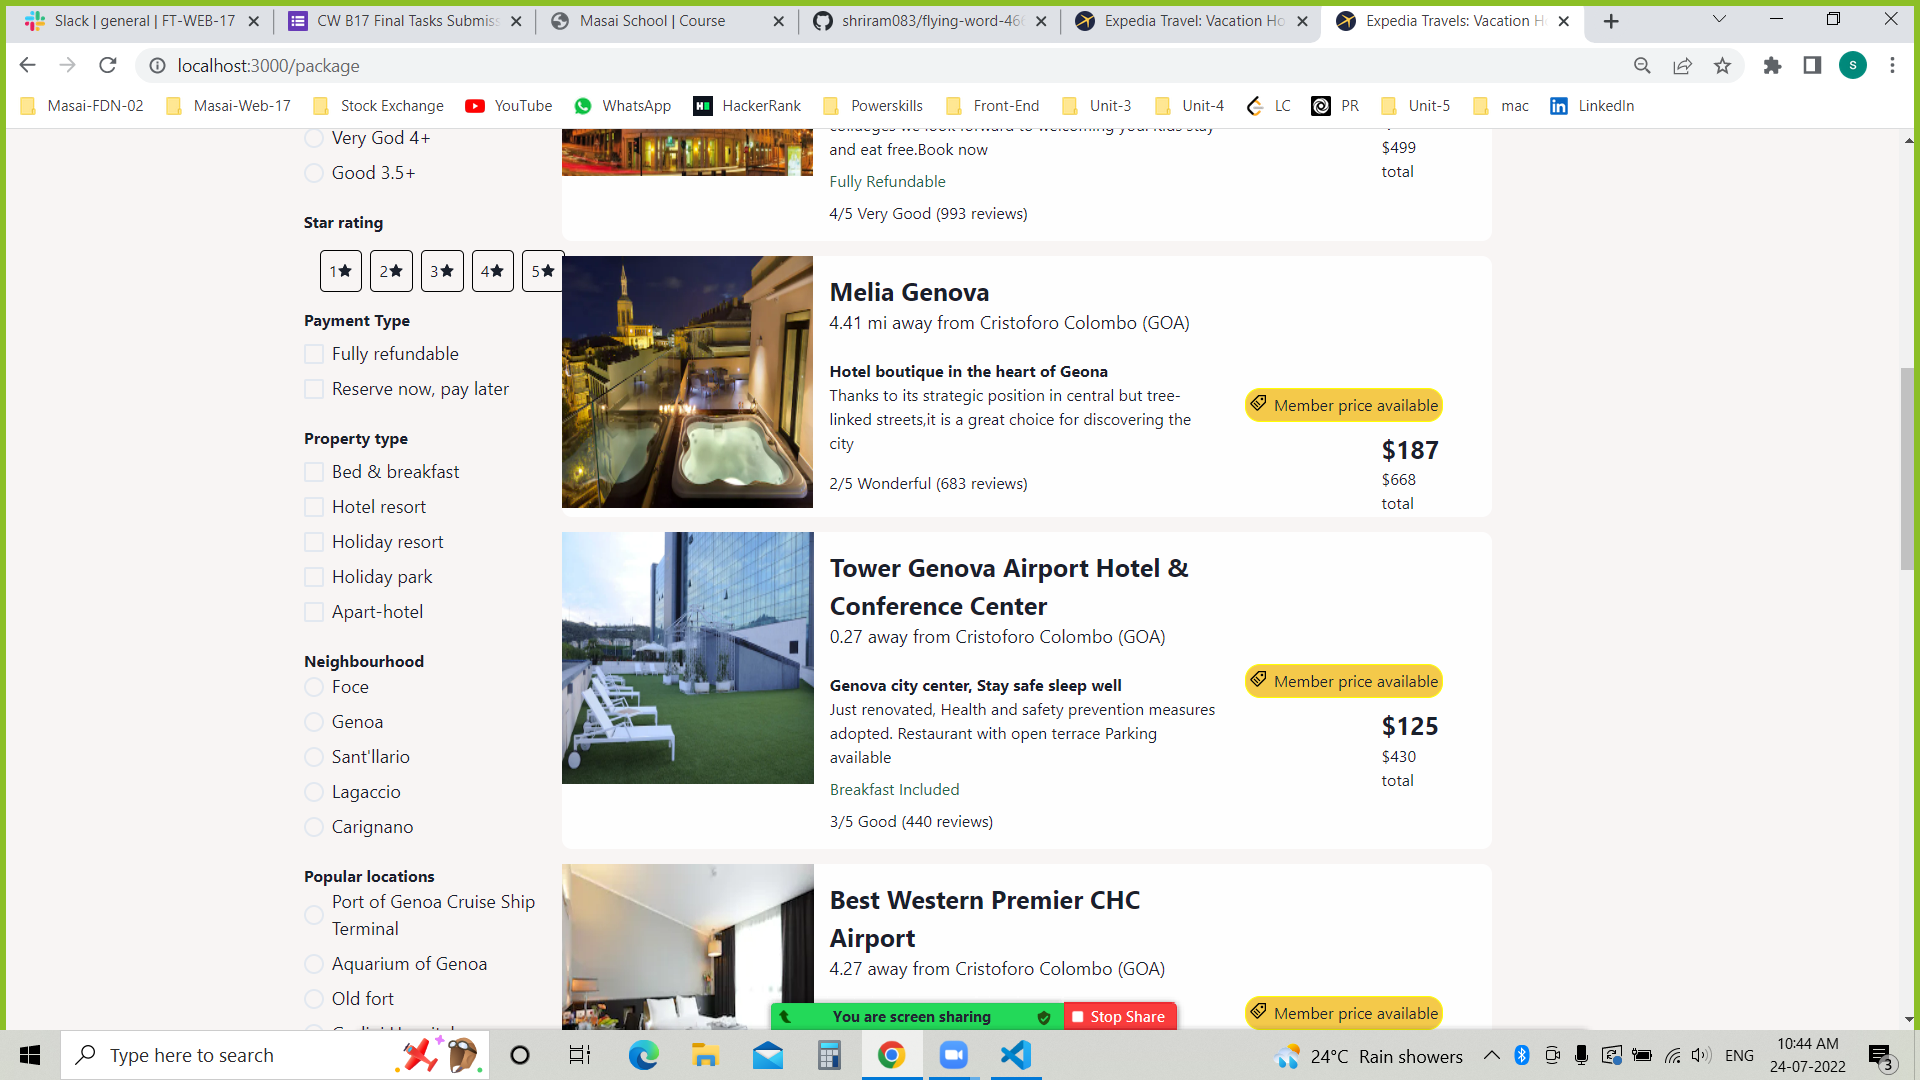 Slack | general | FT-WEB-17
CW B17 Final Tasks Submiss
Masai School | Course
shriram083/flying-word-466
Expedia Travel: Vacation Ho
Expedia Travels: Vacation H
localhost:3000/package
S
Masai-FDN-02
Masai-Web-17
Stock Exchange
YouTube
WhatsApp
HackerRank
Powerskills
Front-End
Unit-3
Unit-4
LC
PR
Unit-5
mac
LinkedIn
Very God 4+
Good 3.5+
Star rating
1★ 2★ 3★ 4★ 5★
Payment Type
Fully refundable
Reserve now, pay later
Property type
Bed & breakfast
Hotel resort
Holiday resort
Holiday park
Apart-hotel
Neighbourhood
Foce
Genoa
Sant'llario
Lagaccio
Carignano
Popular locations
Port of Genoa Cruise Ship
Terminal
Aquarium of Genoa
Old fort
collaeges we look forward to welcoming you.Kids stay
and eat free.Book now
Fully Refundable
4/5 Very Good (993 reviews)
$499
total
Melia Genova
4.41 mi away from Cristoforo Colombo (GOA)
Hotel boutique in the heart of Geona
Thanks to its strategic position in central but tree-
linked streets,it is a great choice for discovering the
city
2/5 Wonderful (683 reviews)
Member price available
$187
$668
total
Tower Genova Airport Hotel &
Conference Center
0.27 away from Cristoforo Colombo (GOA)
Genova city center, Stay safe sleep well
Just renovated, Health and safety prevention measures
adopted. Restaurant with open terrace Parking
available
Breakfast Included
3/5 Good (440 reviews)
Member price available
$125
$430
total
Best Western Premier CHC
Airport
4.27 away from Cristoforo Colombo (GOA)
Member price available
You are screen sharing
Stop Share
Type here to search
24°C Rain showers
ENG
10:44 AM
24-07-2022
3